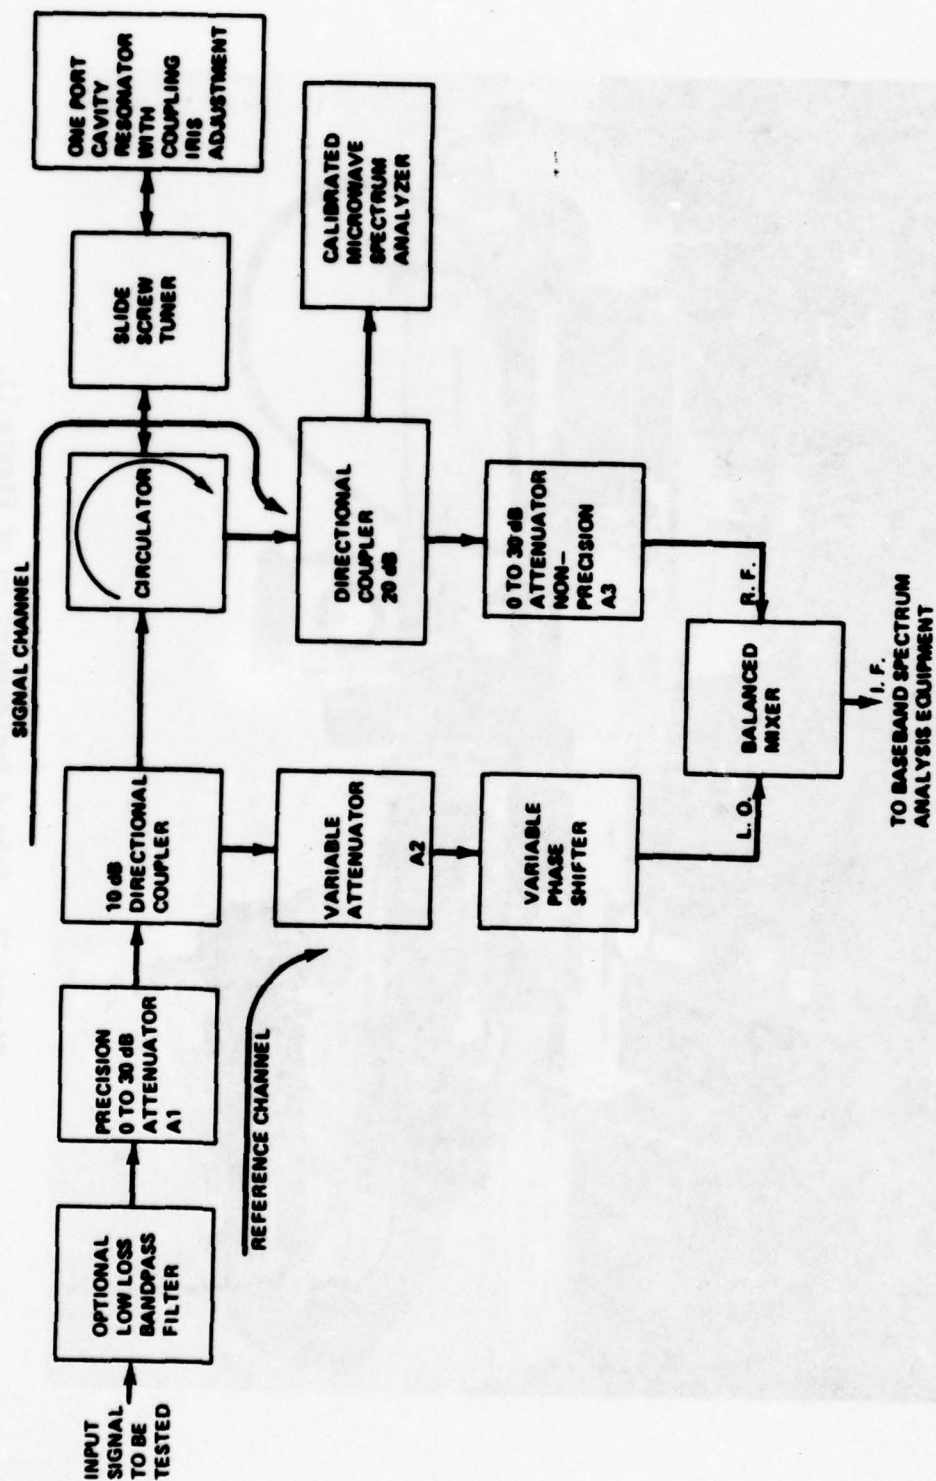 INPUT
SIGNAL
TO BE
TESTED
OPTIONAL
LOW LOSS
BANDPASS
FILTER
PRECISION
0 TO 30 dB
ATTENUATOR
A1
10 dB
DIRECTIONAL
COUPLER
SIGNAL CHANNEL
CIRCULATOR
SLIDE
SCREW
TUNER
ONE PORT
CAVITY
RESONATOR
WITH
COUPLING
IRIS
ADJUSTMENT
REFERENCE CHANNEL
VARIABLE
ATTENUATOR
A2
DIRECTIONAL
COUPLER
20 dB
CALIBRATED
MICROWAVE
SPECTRUM
ANALYZER
VARIABLE
PHASE
SHIFTER
0 TO 30 dB
ATTENUATOR
NON-
PRECISION
A3
L. O.
R. F.
BALANCED
MIXER
I. F.
TO BASEBAND SPECTRUM
ANALYSIS EQUIPMENT